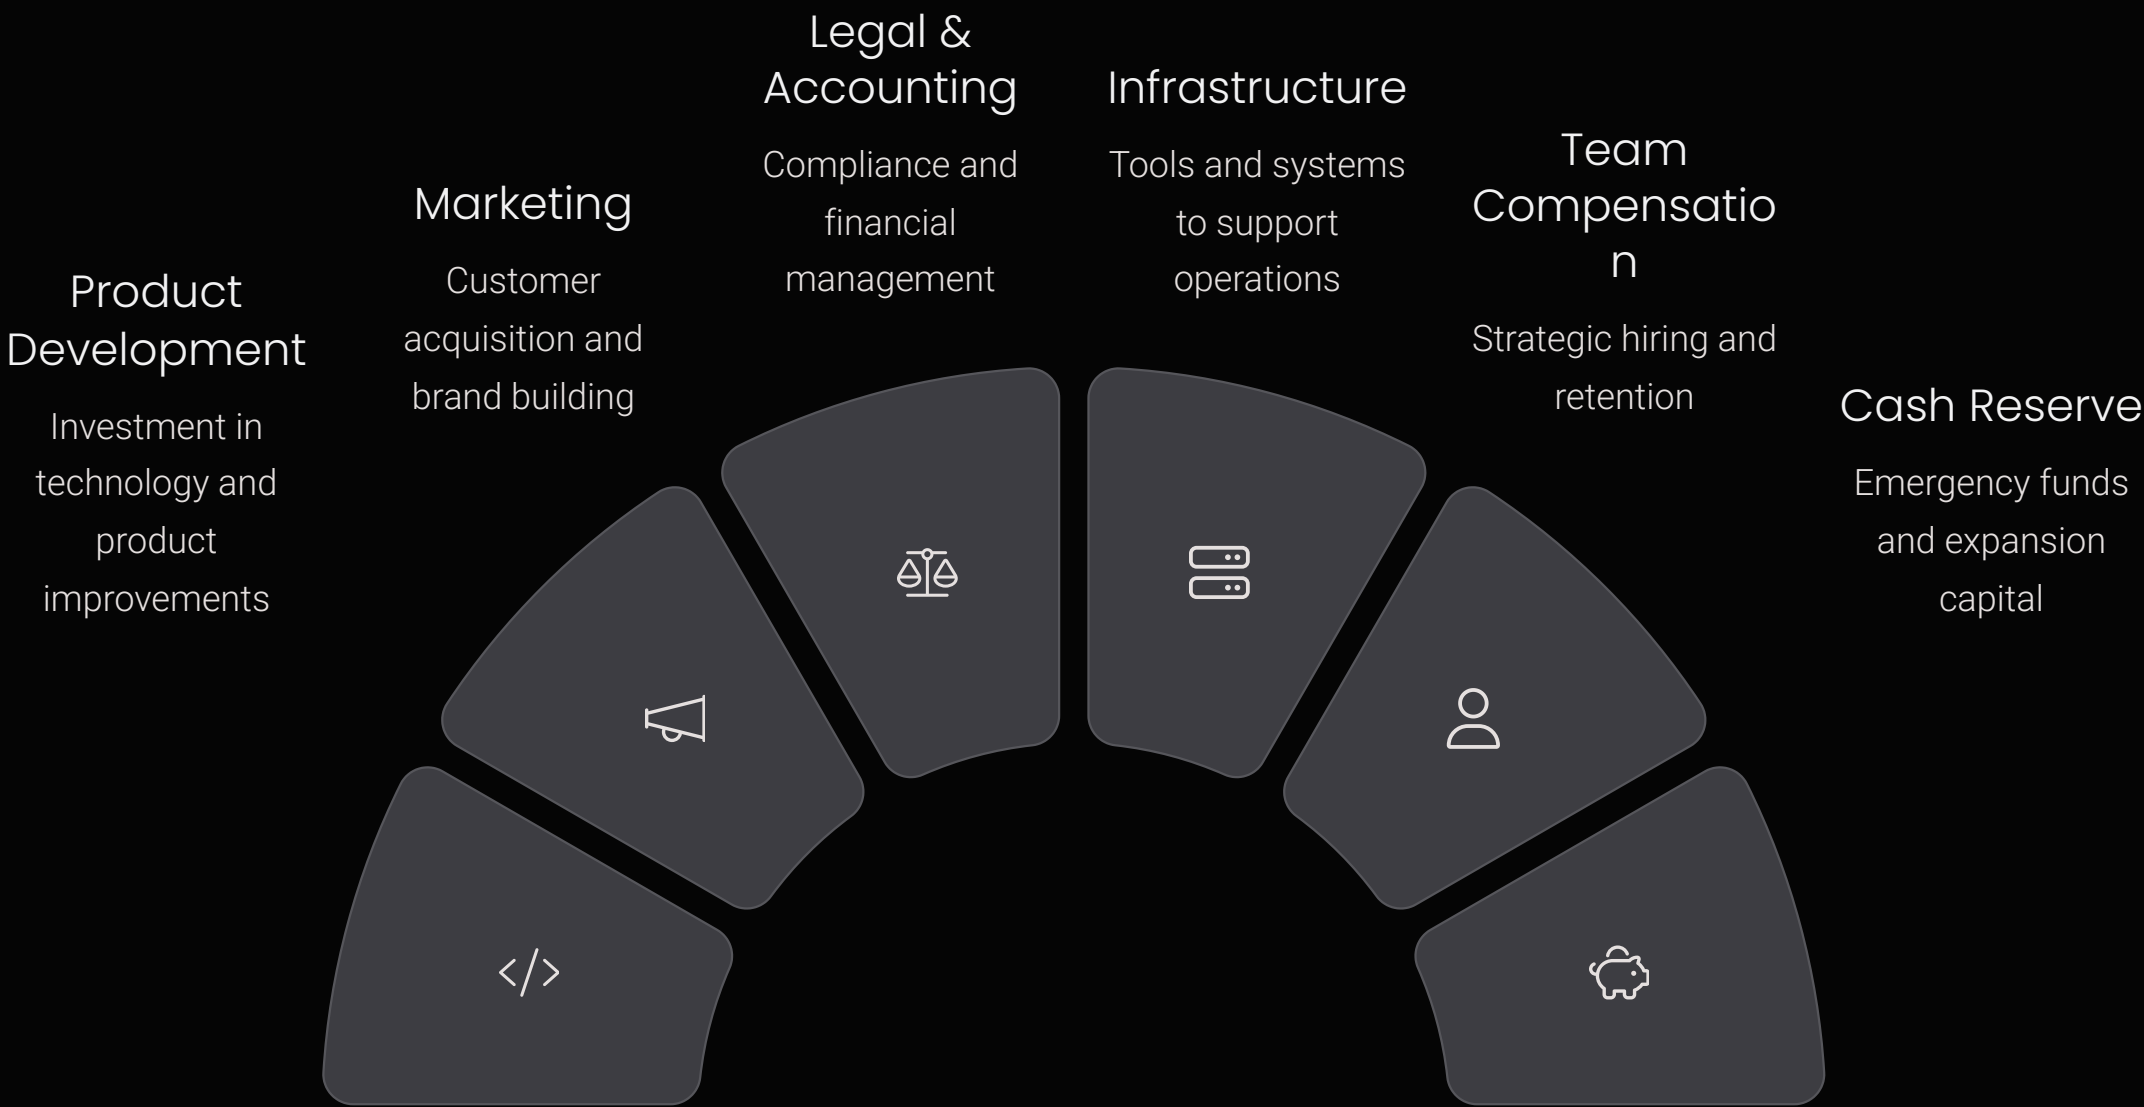 Product
Development
Investment in
technology and
product
improvements
Marketing
Customer
acquisition and
brand building
Legal &
Accounting
Compliance and
financial
management
Infrastructure
Tools and systems
to support
operations
Team
Compensatio
n
Strategic hiring and
retention
Cash Reserve
Emergency funds
and expansion
capital